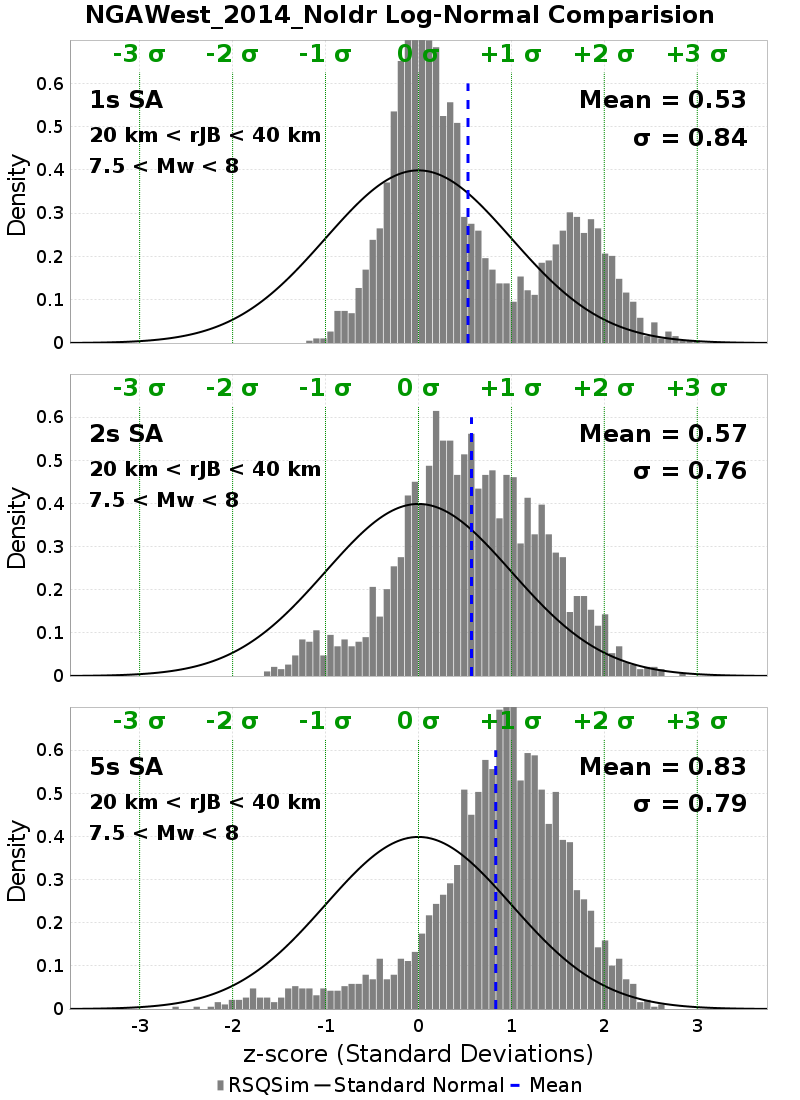 NGAWest_2014_NoIdr Log-Normal Comparision
-3 σ -2 σ -1 σ 0 σ +1 σ +2 σ +3 σ
0.6
1s SA Mean = 0.53
0.5
20 km < rJB < 40 km σ = 0.84
0.4
7.5 < Mw < 8
0.3
0.2
0.1
0
Density
-3 σ -2 σ -1 σ 0 σ +1 σ +2 σ +3 σ
0.6
2s SA Mean = 0.57
0.5
20 km < rJB < 40 km σ = 0.76
0.4
7.5 < Mw < 8
0.3
0.2
0.1
0
Density
-3 σ -2 σ -1 σ 0 σ +1 σ +2 σ +3 σ
0.6
5s SA Mean = 0.83
0.5
20 km < rJB < 40 km σ = 0.79
0.4
7.5 < Mw < 8
0.3
0.2
0.1
0
Density
-3 -2 -1 0 1 2 3
z-score (Standard Deviations)
RSQSim Standard Normal Mean